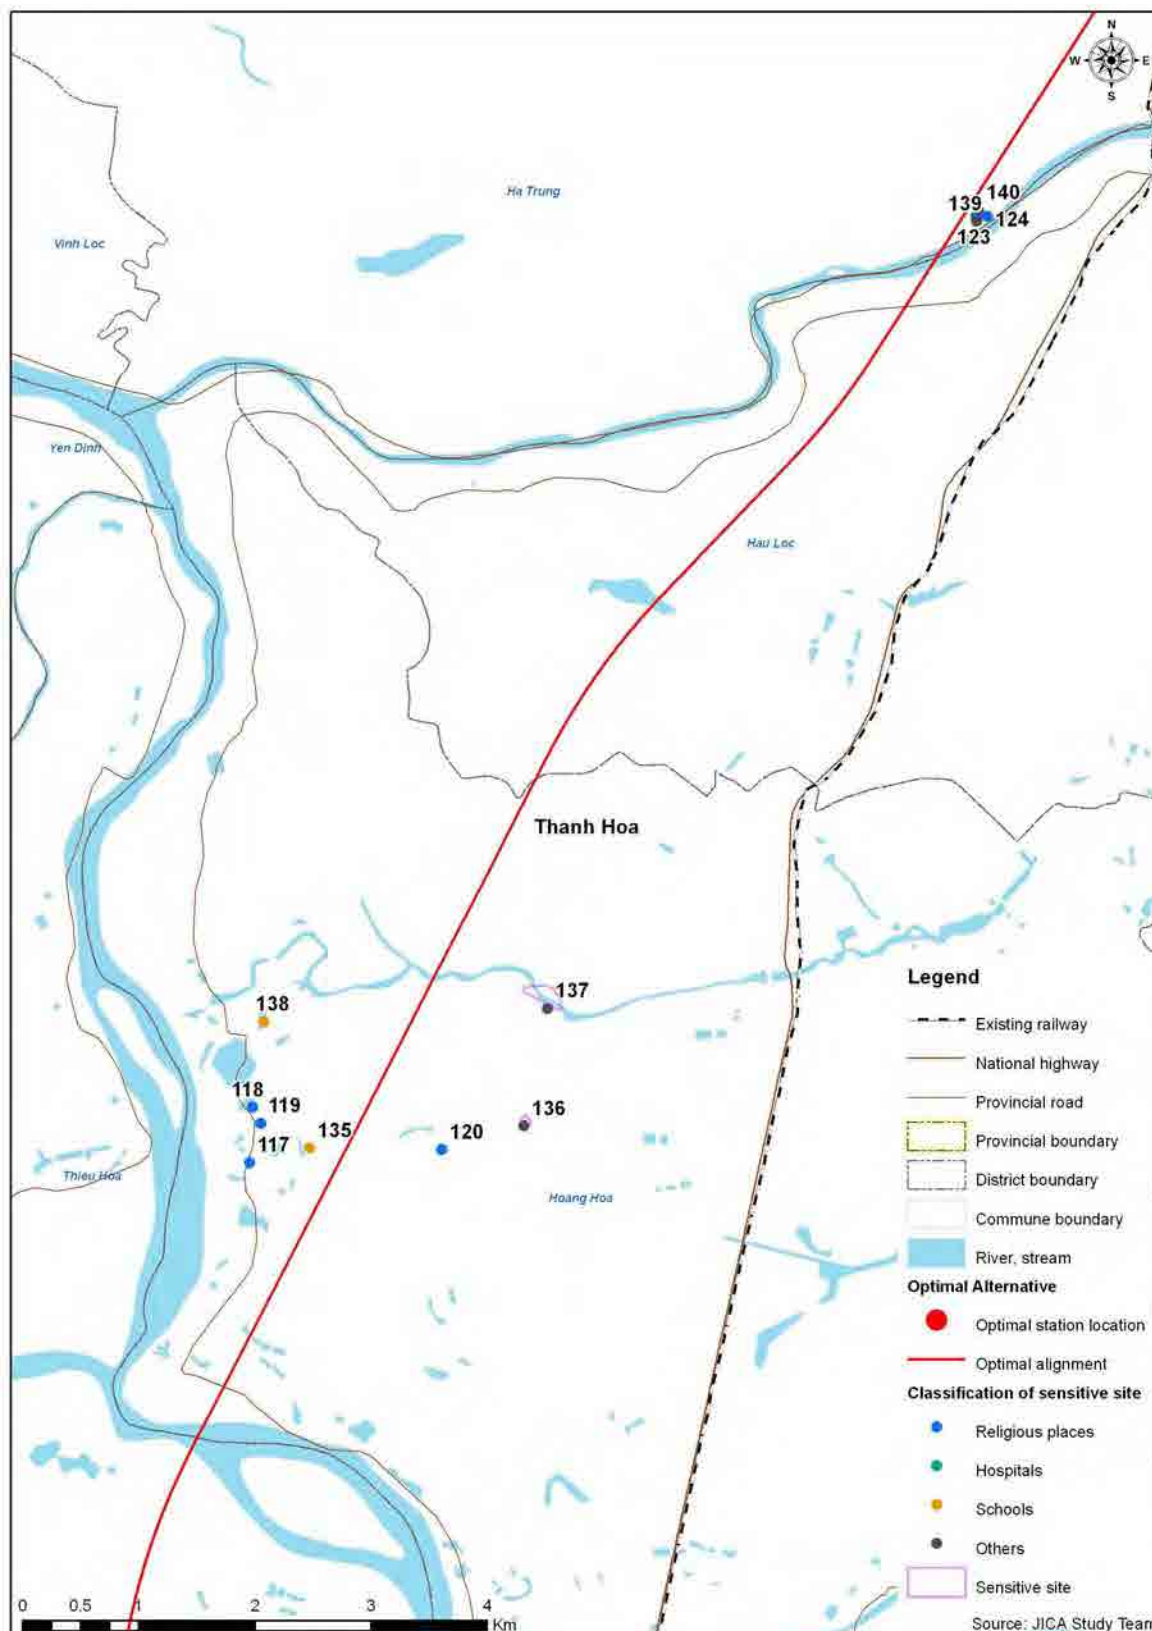 N
W E
S
Ha Trung
140
139
124
123
Vinh Loc
Yen Dinh
Hau Loc
Thanh Hoa
137
138
118
119
136
135
120
117
Thieu Hoa
Hoang Hoa
Legend
Existing railway
National highway
Provincial road
Provincial boundary
District boundary
Commune boundary
River, stream
Optimal Alternative
Optimal station location
Optimal alignment
Classification of sensitive site
Religious places
Hospitals
Schools
Others
Sensitive site
0 0.5 1 2 3 4
Km
Source: JICA Study Team